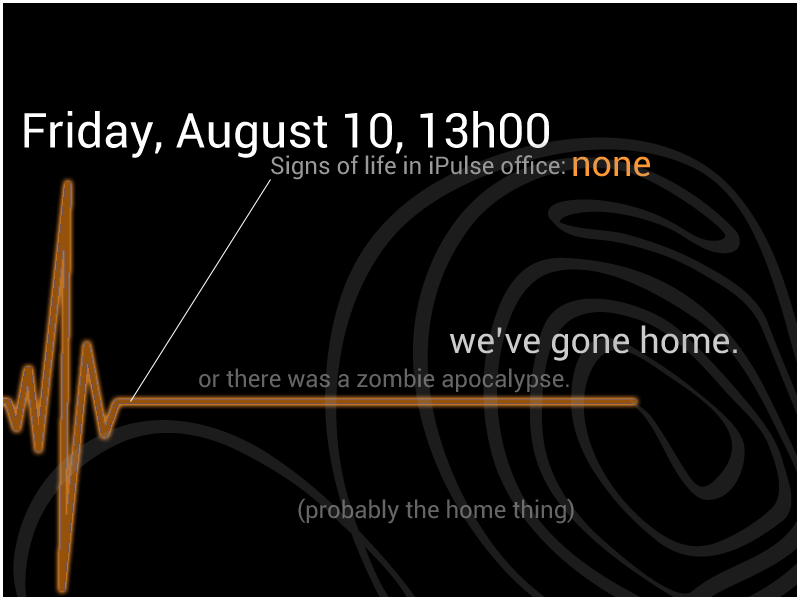 Friday, August 10, 13h00
Signs of life in iPulse office: none
we've gone home.
or there was a zombie apocalypse.
(probably the home thing)